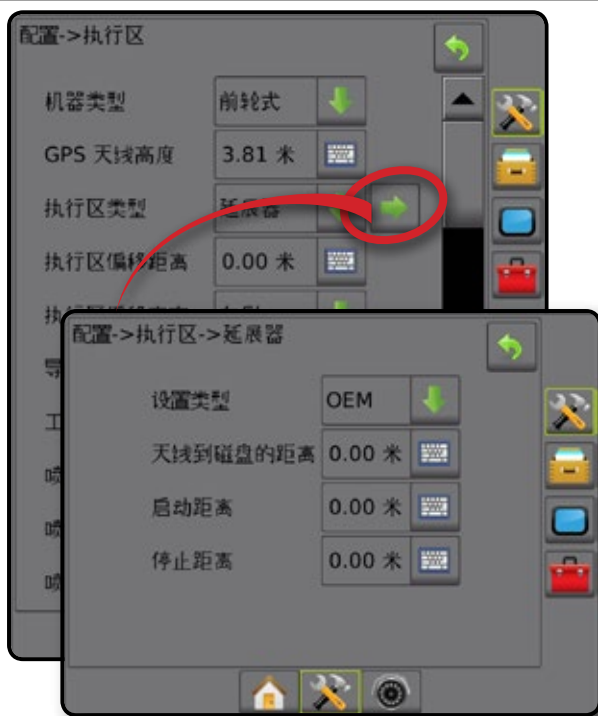 配置->执行区
机器类型 前轮式
GPS 天线高度 3.81 米
执行区类型 延展器
执行区偏移距离 0.00 米
配置->执行区->延展器
设置类型 OEM
天线到磁盘的距离 0.00 米
启动距离 0.00 米
停止距离 0.00 米